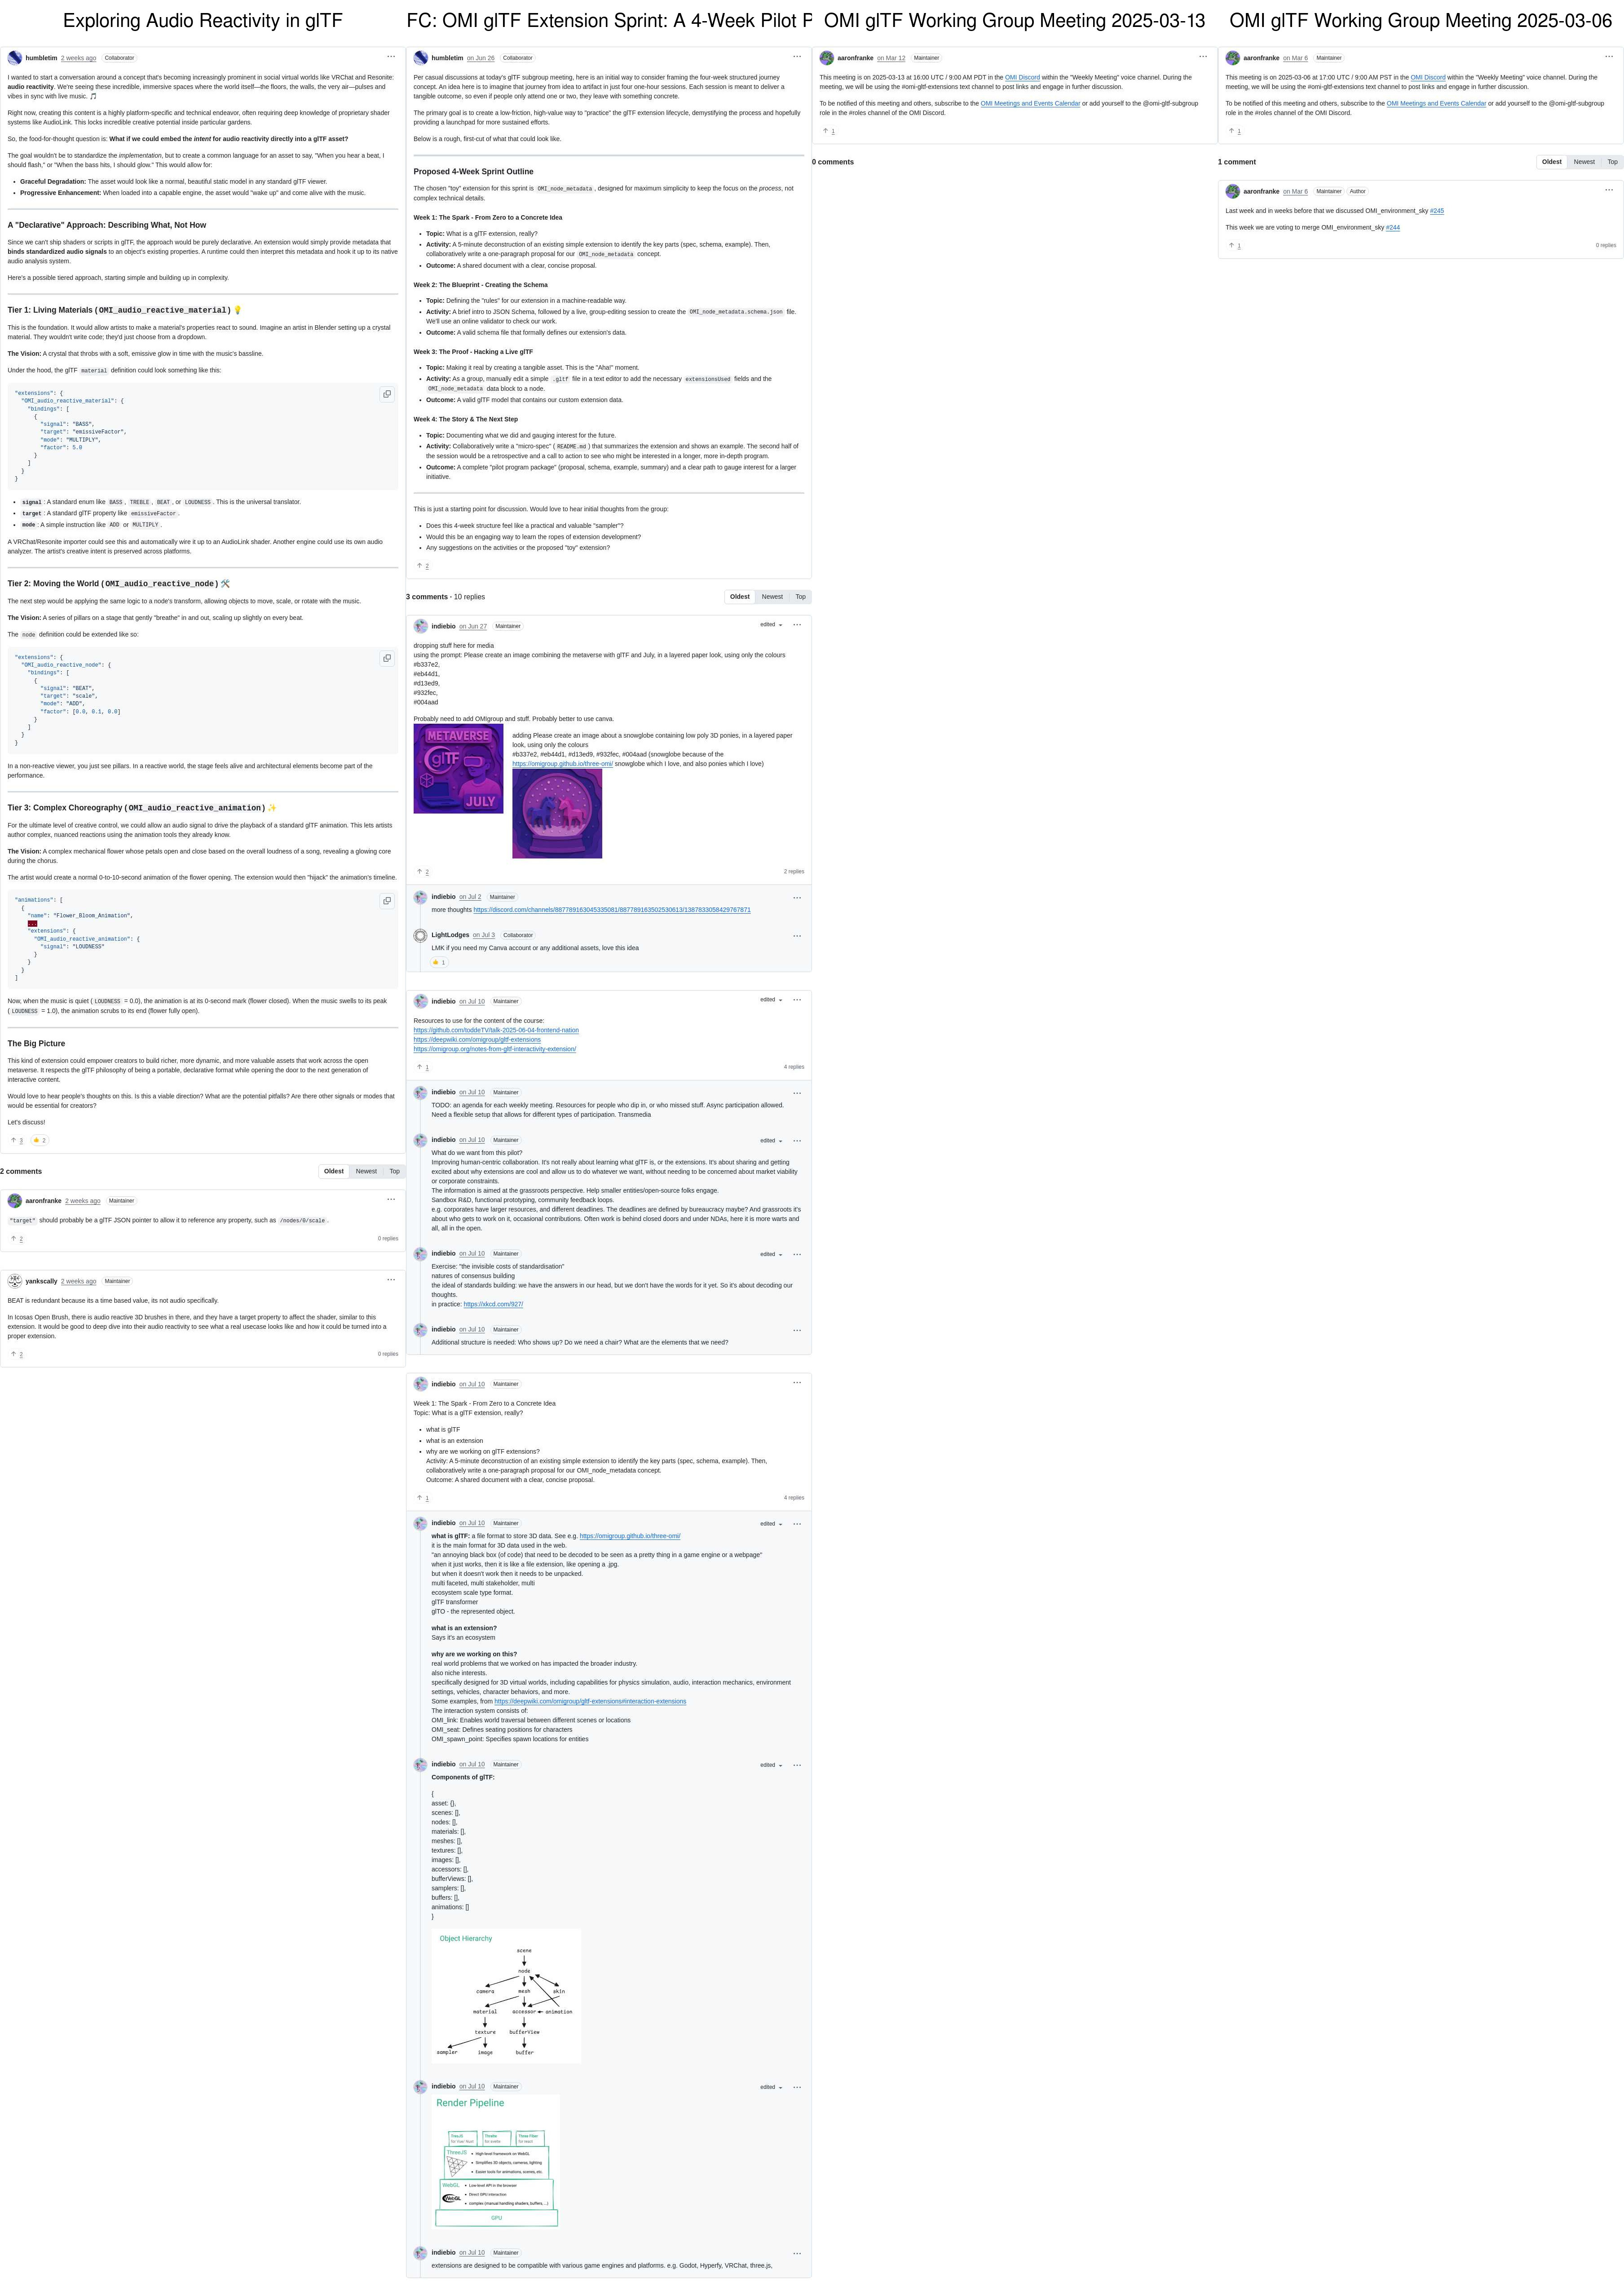 Exploring Audio Reactivity in glTF
humbletim 2 weeks ago Collaborator
I wanted to start a conversation around a concept that's becoming increasingly prominent in social virtual worlds like VRChat and Resonite:
audio reactivity. We're seeing these incredible, immersive spaces where the world itself—the floors, the walls, the very air—pulses and
vibes in sync with live music. 🎵
Right now, creating this content is a highly platform-specific and technical endeavor, often requiring deep knowledge of proprietary shader
systems like AudioLink. This locks incredible creative potential inside particular gardens.
So, the food-for-thought question is: What if we could embed the intent for audio reactivity directly into a glTF asset?
The goal wouldn't be to standardize the implementation, but to create a common language for an asset to say, "When you hear a beat, I
should flash," or "When the bass hits, I should glow." This would allow for:
• Graceful Degradation: The asset would look like a normal, beautiful static model in any standard glTF viewer.
• Progressive Enhancement: When loaded into a capable engine, the asset would "wake up" and come alive with the music.
A "Declarative" Approach: Describing What, Not How
Since we can't ship shaders or scripts in glTF, the approach would be purely declarative. An extension would simply provide metadata that
binds standardized audio signals to an object's existing properties. A runtime could then interpret this metadata and hook it up to its native
audio analysis system.
Here's a possible tiered approach, starting simple and building up in complexity.
Tier 1: Living Materials (OMI_audio_reactive_material) 💡
This is the foundation. It would allow artists to make a material's properties react to sound. Imagine an artist in Blender setting up a crystal
material. They wouldn't write code; they'd just choose from a dropdown.
The Vision: A crystal that throbs with a soft, emissive glow in time with the music's bassline.
Under the hood, the glTF material definition could look something like this:
"extensions": {
"OMI_audio_reactive_material": {
"bindings": [
{
"signal": "BASS",
"target": "emissiveFactor",
"mode": "MULTIPLY",
"factor": 5.0
}
]
}
}
• signal: A standard enum like BASS, TREBLE, BEAT, or LOUDNESS. This is the universal translator.
• target: A standard glTF property like emissiveFactor.
• mode: A simple instruction like ADD or MULTIPLY.
A VRChat/Resonite importer could see this and automatically wire it up to an AudioLink shader. Another engine could use its own audio
analyzer. The artist's creative intent is preserved across platforms.
Tier 2: Moving the World (OMI_audio_reactive_node) 🛠️
The next step would be applying the same logic to a node's transform, allowing objects to move, scale, or rotate with the music.
The Vision: A series of pillars on a stage that gently "breathe" in and out, scaling up slightly on every beat.
The node definition could be extended like so:
"extensions": {
"OMI_audio_reactive_node": {
"bindings": [
{
"signal": "BEAT",
"target": "scale",
"mode": "ADD",
"factor": [0.0, 0.1, 0.0]
}
]
}
}
In a non-reactive viewer, you just see pillars. In a reactive world, the stage feels alive and architectural elements become part of the
performance.
Tier 3: Complex Choreography (OMI_audio_reactive_animation) ✨
For the ultimate level of creative control, we could allow an audio signal to drive the playback of a standard glTF animation. This lets artists
author complex, nuanced reactions using the animation tools they already know.
The Vision: A complex mechanical flower whose petals open and close based on the overall loudness of a song, revealing a glowing core
during the chorus.
The artist would create a normal 0-to-10-second animation of the flower opening. The extension would then "hijack" the animation's timeline.
"animations": [
{
"name": "Flower_Bloom_Animation",
...
"extensions": {
"OMI_audio_reactive_animation": {
"signal": "LOUDNESS"
}
}
}
]
Now, when the music is quiet (LOUDNESS = 0.0), the animation is at its 0-second mark (flower closed). When the music swells to its peak
(LOUDNESS = 1.0), the animation scrubs to its end (flower fully open).
The Big Picture
This kind of extension could empower creators to build richer, more dynamic, and more valuable assets that work across the open
metaverse. It respects the glTF philosophy of being a portable, declarative format while opening the door to the next generation of
interactive content.
Would love to hear people's thoughts on this. Is this a viable direction? What are the potential pitfalls? Are there other signals or modes that
would be essential for creators?
Let's discuss!
↑ 3 👍 2
2 comments
Oldest Newest Top
aaronfranke 2 weeks ago Maintainer
"target" should probably be a glTF JSON pointer to allow it to reference any property, such as /nodes/0/scale.
↑ 2 0 replies
yankscally 2 weeks ago Maintainer
BEAT is redundant because its a time based value, its not audio specifically.
In Icosas Open Brush, there is audio reactive 3D brushes in there, and they have a target property to affect the shader, similar to this
extension. It would be good to deep dive into their audio reactivity to see what a real usecase looks like and how it could be turned into a
proper extension.
↑ 2 0 replies
FC: OMI glTF Extension Sprint: A 4-Week Pilot P
humbletim on Jun 26 Collaborator
Per casual discussions at today's glTF subgroup meeting, here is an initial way to consider framing the four-week structured journey
concept. An idea here is to imagine that journey from idea to artifact in just four one-hour sessions. Each session is meant to deliver a
tangible outcome, so even if people only attend one or two, they leave with something concrete.
The primary goal is to create a low-friction, high-value way to "practice" the glTF extension lifecycle, demystifying the process and hopefully
providing a launchpad for more sustained efforts.
Below is a rough, first-cut of what that could look like.
Proposed 4-Week Sprint Outline
The chosen "toy" extension for this sprint is OMI_node_metadata, designed for maximum simplicity to keep the focus on the process, not
complex technical details.
Week 1: The Spark - From Zero to a Concrete Idea
• Topic: What is a glTF extension, really?
• Activity: A 5-minute deconstruction of an existing simple extension to identify the key parts (spec, schema, example). Then,
collaboratively write a one-paragraph proposal for our OMI_node_metadata concept.
• Outcome: A shared document with a clear, concise proposal.
Week 2: The Blueprint - Creating the Schema
• Topic: Defining the "rules" for our extension in a machine-readable way.
• Activity: A brief intro to JSON Schema, followed by a live, group-editing session to create the OMI_node_metadata.schema.json file.
We'll use an online validator to check our work.
• Outcome: A valid schema file that formally defines our extension's data.
Week 3: The Proof - Hacking a Live glTF
• Topic: Making it real by creating a tangible asset. This is the "Aha!" moment.
• Activity: As a group, manually edit a simple .gltf file in a text editor to add the necessary extensionsUsed fields and the
OMI_node_metadata data block to a node.
• Outcome: A valid glTF model that contains our custom extension data.
Week 4: The Story & The Next Step
• Topic: Documenting what we did and gauging interest for the future.
• Activity: Collaboratively write a "micro-spec" (README.md) that summarizes the extension and shows an example. The second half of
the session would be a retrospective and a call to action to see who might be interested in a longer, more in-depth program.
• Outcome: A complete "pilot program package" (proposal, schema, example, summary) and a clear path to gauge interest for a larger
initiative.
This is just a starting point for discussion. Would love to hear initial thoughts from the group:
• Does this 4-week structure feel like a practical and valuable "sampler"?
• Would this be an engaging way to learn the ropes of extension development?
• Any suggestions on the activities or the proposed "toy" extension?
↑ 2
3 comments · 10 replies
Oldest Newest Top
indiebio on Jun 27 Maintainer edited
dropping stuff here for media
using the prompt: Please create an image combining the metaverse with glTF and July, in a layered paper look, using only the colours
#b337e2,
#eb44d1,
#d13ed9,
#932fec,
#004aad
Probably need to add OMIgroup and stuff. Probably better to use canva.
METAVERSE
glTF
JULY
adding Please create an image about a snowglobe containing low poly 3D ponies, in a layered paper
look, using only the colours
#b337e2, #eb44d1, #d13ed9, #932fec, #004aad (snowglobe because of the
https://omigroup.github.io/three-omi/ snowglobe which I love, and also ponies which I love)
↑ 2 2 replies
indiebio on Jul 2 Maintainer
more thoughts https://discord.com/channels/887789163045335081/887789163502530613/1387833058429767871
LightLodges on Jul 3 Collaborator
LMK if you need my Canva account or any additional assets, love this idea
👍 1
indiebio on Jul 10 Maintainer edited
Resources to use for the content of the course:
https://github.com/toddeTV/talk-2025-06-04-frontend-nation
https://deepwiki.com/omigroup/gltf-extensions
https://omigroup.org/notes-from-gltf-interactivity-extension/
↑ 1 4 replies
indiebio on Jul 10 Maintainer
TODO: an agenda for each weekly meeting. Resources for people who dip in, or who missed stuff. Async participation allowed.
Need a flexible setup that allows for different types of participation. Transmedia
indiebio on Jul 10 Maintainer edited
What do we want from this pilot?
Improving human-centric collaboration. It's not really about learning what glTF is, or the extensions. It's about sharing and getting
excited about why extensions are cool and allow us to do whatever we want, without needing to be concerned about market viability
or corporate constraints.
The information is aimed at the grassroots perspective. Help smaller entities/open-source folks engage.
Sandbox R&D, functional prototyping, community feedback loops.
e.g. corporates have larger resources, and different deadlines. The deadlines are defined by bureaucracy maybe? And grassroots it's
about who gets to work on it, occasional contributions. Often work is behind closed doors and under NDAs, here it is more warts and
all, all in the open.
indiebio on Jul 10 Maintainer edited
Exercise: "the invisible costs of standardisation"
natures of consensus building
the ideal of standards building: we have the answers in our head, but we don't have the words for it yet. So it's about decoding our
thoughts.
in practice: https://xkcd.com/927/
indiebio on Jul 10 Maintainer
Additional structure is needed: Who shows up? Do we need a chair? What are the elements that we need?
indiebio on Jul 10 Maintainer
Week 1: The Spark - From Zero to a Concrete Idea
Topic: What is a glTF extension, really?
• what is glTF
• what is an extension
• why are we working on glTF extensions?
Activity: A 5-minute deconstruction of an existing simple extension to identify the key parts (spec, schema, example). Then,
collaboratively write a one-paragraph proposal for our OMI_node_metadata concept.
Outcome: A shared document with a clear, concise proposal.
↑ 1 4 replies
indiebio on Jul 10 Maintainer edited
what is glTF: a file format to store 3D data. See e.g. https://omigroup.github.io/three-omi/
it is the main format for 3D data used in the web.
"an annoying black box (of code) that need to be decoded to be seen as a pretty thing in a game engine or a webpage"
when it just works, then it is like a file extension, like opening a .jpg.
but when it doesn't work then it needs to be unpacked.
multi faceted, multi stakeholder, multi
ecosystem scale type format.
glTF transformer
glTO - the represented object.
what is an extension?
Says it's an ecosystem
why are we working on this?
real world problems that we worked on has impacted the broader industry.
also niche interests.
specifically designed for 3D virtual worlds, including capabilities for physics simulation, audio, interaction mechanics, environment
settings, vehicles, character behaviors, and more.
Some examples, from https://deepwiki.com/omigroup/gltf-extensions#interaction-extensions
The interaction system consists of:
OMI_link: Enables world traversal between different scenes or locations
OMI_seat: Defines seating positions for characters
OMI_spawn_point: Specifies spawn locations for entities
indiebio on Jul 10 Maintainer edited
Components of glTF:
{
asset: {},
scenes: [],
nodes: [],
materials: [],
meshes: [],
textures: [],
images: [],
accessors: [],
bufferViews: [],
samplers: [],
buffers: [],
animations: []
}
Object Hierarchy
scene
node
camera mesh skin
material accessor animation
texture bufferView
sampler image buffer
indiebio on Jul 10 Maintainer edited
Render Pipeline
TresJS Threlte Three Fiber
for Vue/ Nuxt for svelte for react
ThreeJS
• High-level framework on WebGL
• Simplifies 3D objects, cameras, lighting
• Easier tools for animations, scenes, etc.
WebGL
• Low-level API in the browser
• Direct GPU interaction
• complex (manual handling shaders, buffers, ...)
WebGL
GPU
indiebio on Jul 10 Maintainer
extensions are designed to be compatible with various game engines and platforms. e.g. Godot, Hyperfy, VRChat, three.js,
OMI glTF Working Group Meeting 2025-03-13
aaronfranke on Mar 12 Maintainer
This meeting is on 2025-03-13 at 16:00 UTC / 9:00 AM PDT in the OMI Discord within the "Weekly Meeting" voice channel. During the
meeting, we will be using the #omi-gltf-extensions text channel to post links and engage in further discussion.
To be notified of this meeting and others, subscribe to the OMI Meetings and Events Calendar or add yourself to the @omi-gltf-subgroup
role in the #roles channel of the OMI Discord.
↑ 1
0 comments
OMI glTF Working Group Meeting 2025-03-06
aaronfranke on Mar 6 Maintainer
This meeting is on 2025-03-06 at 17:00 UTC / 9:00 AM PST in the OMI Discord within the "Weekly Meeting" voice channel. During the
meeting, we will be using the #omi-gltf-extensions text channel to post links and engage in further discussion.
To be notified of this meeting and others, subscribe to the OMI Meetings and Events Calendar or add yourself to the @omi-gltf-subgroup
role in the #roles channel of the OMI Discord.
↑ 1
1 comment
Oldest Newest Top
aaronfranke on Mar 6 Maintainer Author
Last week and in weeks before that we discussed OMI_environment_sky #245
This week we are voting to merge OMI_environment_sky #244
↑ 1 0 replies